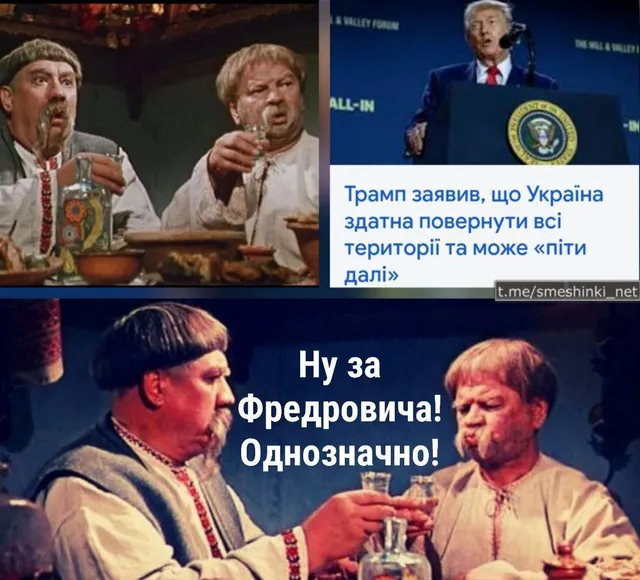 & VALLEY FORUM
THE HILL & VALLEY
ALL-IN
Трамп заявив, що Україна
здатна повернути всі
території та може «піти
далі»
t.me/smeshinki_net
Ну за
Фредровича!
Однозначно!